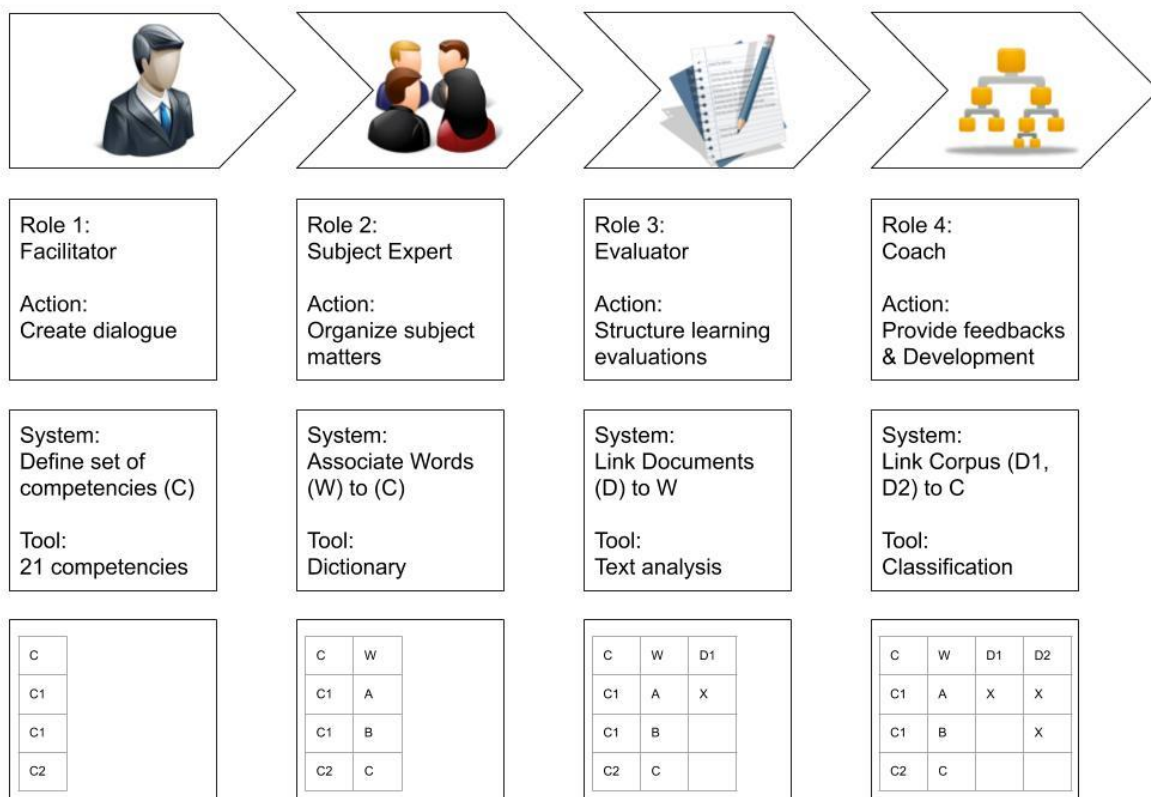 Role 1:
Facilitator
Action:
Create dialogue
Role 2:
Subject Expert
Action:
Organize subject
matters
Role 3:
Evaluator
Action:
Structure learning
evaluations
Role 4:
Coach
Action:
Provide feedbacks
& Development
System:
Define set of
competencies (C)
Tool:
21 competencies
System:
Associate Words
(W) to (C)
Tool:
Dictionary
System:
Link Documents
(D) to W
Tool:
Text analysis
System:
Link Corpus (D1,
D2) to C
Tool:
Classification
C
C1
C1
C2
C W
C1 A
C1 B
C2 C
C W D1
C1 A X
C1 B
C2 C
C W D1 D2
C1 A X X
C1 B X
C2 C